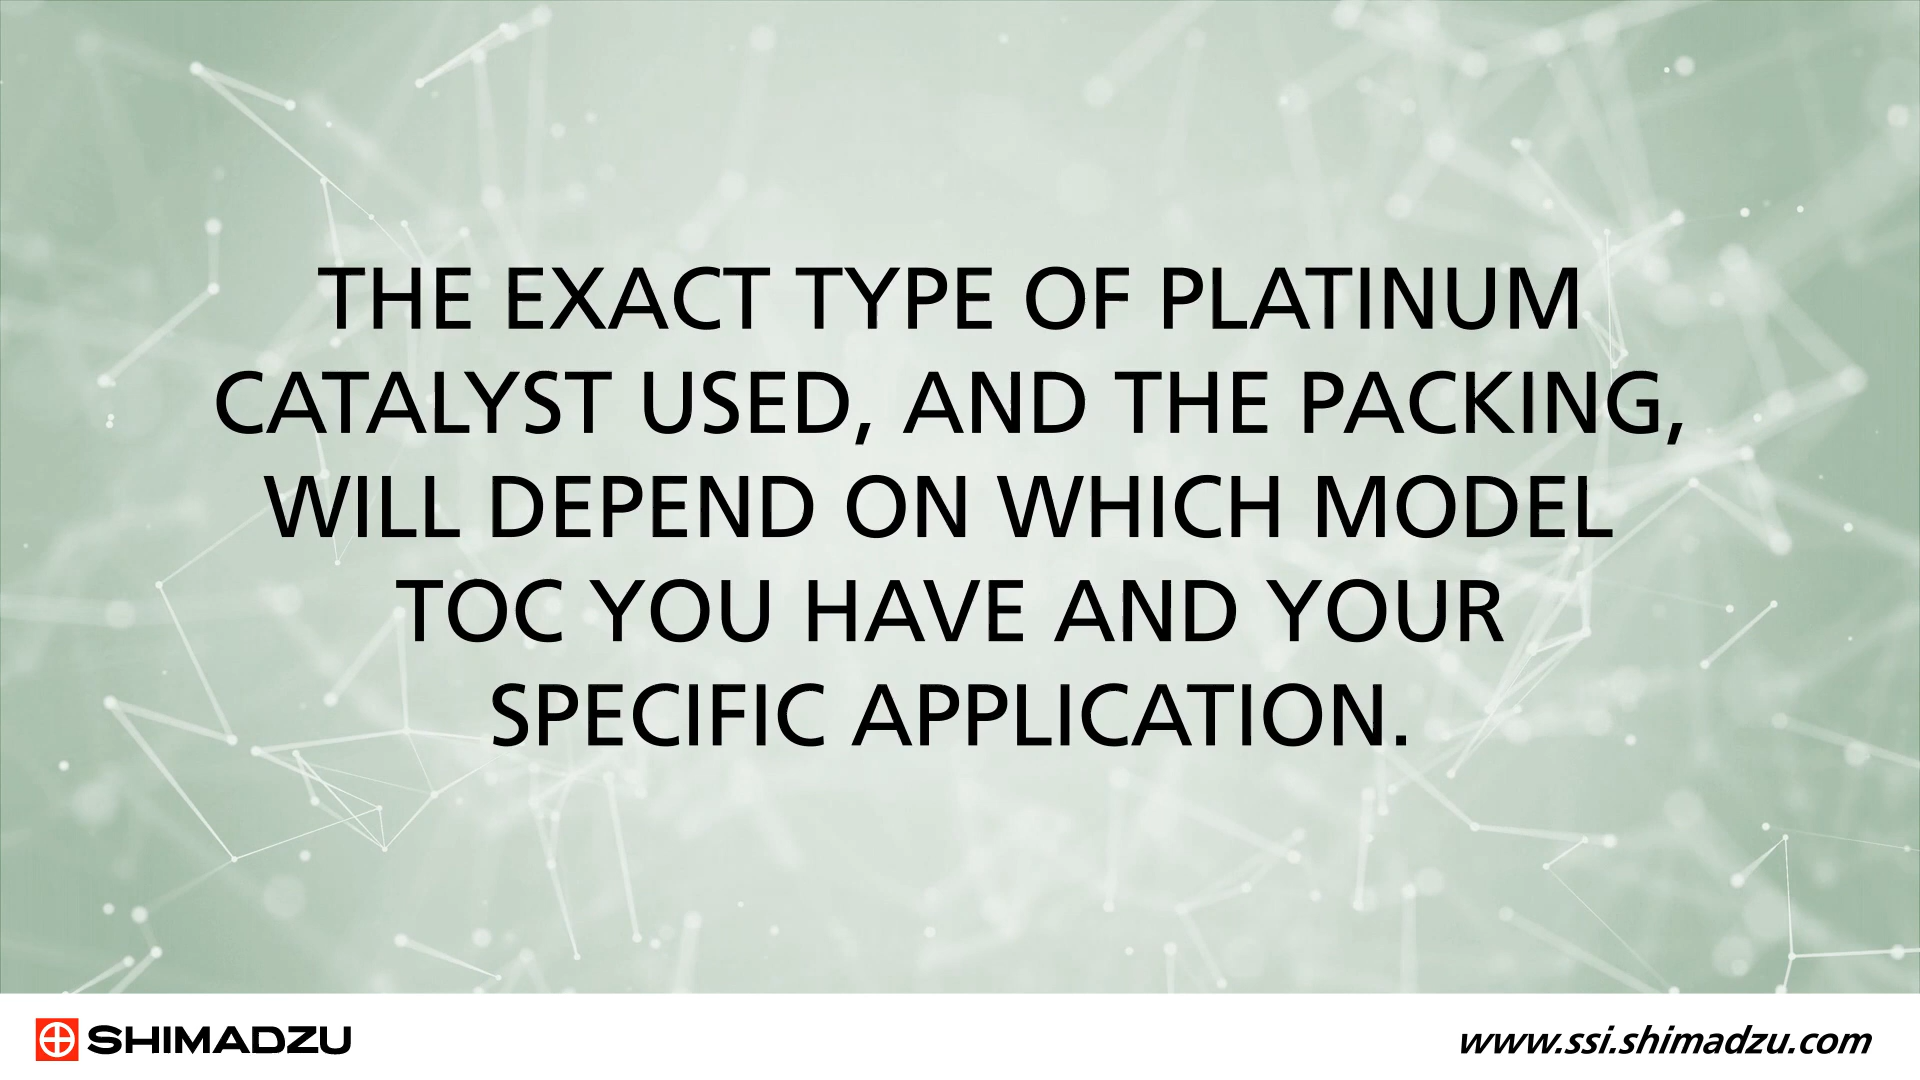 THE EXACT TYPE OF PLATINUM
CATALYST USED, AND THE PACKING,
WILL DEPEND ON WHICH MODEL
TOC YOU HAVE AND YOUR
SPECIFIC APPLICATION.
SHIMADZU
www.ssi.shimadzu.com